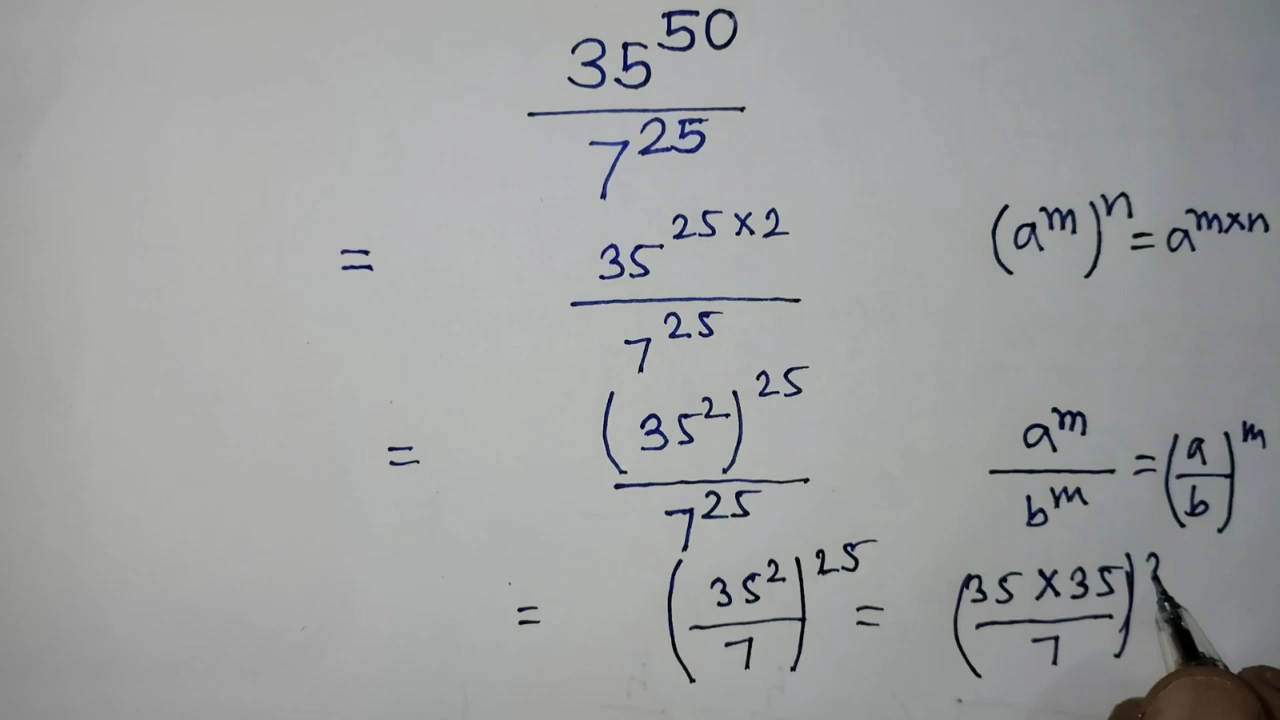 35^50
7^25
= 35^25×2
7^25
(a^m)^n = a^m×n
= (35^2)^25
7^25
a^m
b^m
= (a/b)^m
= (35^2/7)^25 = (35×35/7)